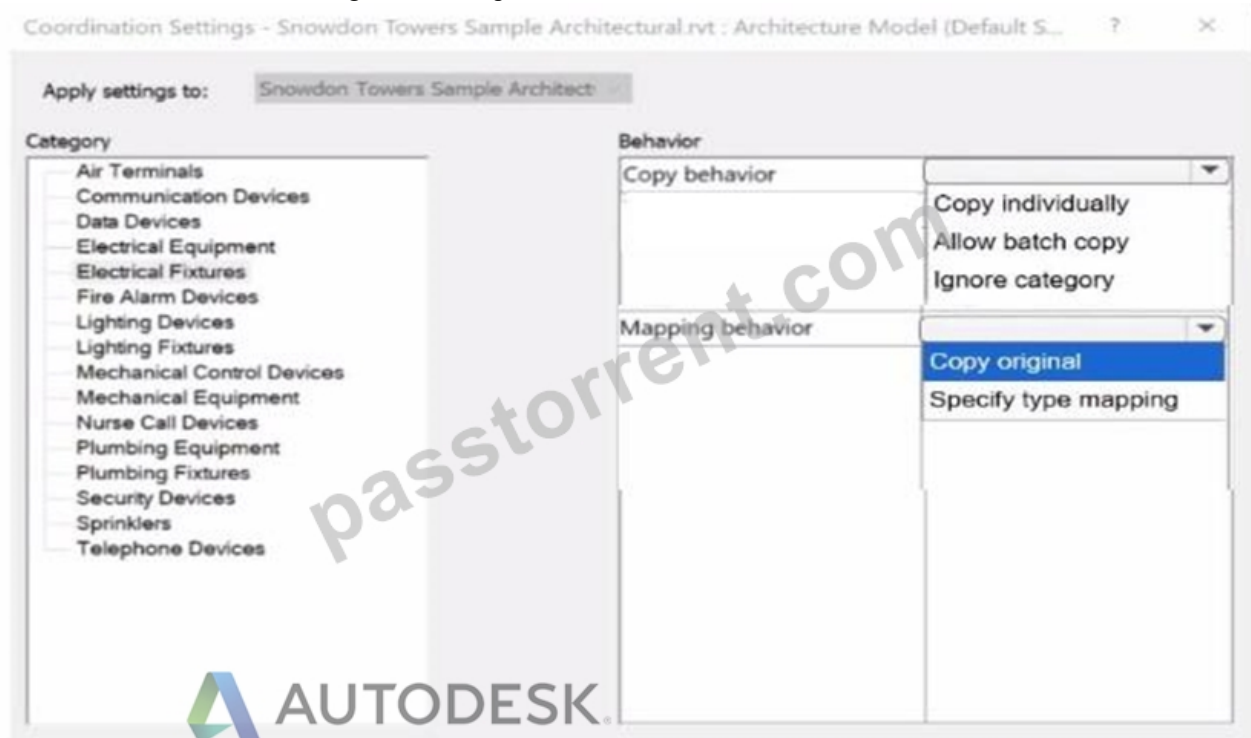 Coordination Settings - Snowdon Towers Sample Architectural.rvt : Architecture Model (Default S... ? ×
Apply settings to: Snowdon Towers Sample Architect
Category
Air Terminals
Communication Devices
Data Devices
Electrical Equipment
Electrical Fixtures
Fire Alarm Devices
Lighting Devices
Lighting Fixtures
Mechanical Control Devices
Mechanical Equipment
Nurse Call Devices
Plumbing Equipment
Plumbing Fixtures
Security Devices
Sprinklers
Telephone Devices
Behavior
Copy behavior
Copy individually
Allow batch copy
Ignore category
Mapping behavior
Copy original
Specify type mapping
passtorrent.com
AUTODESK.